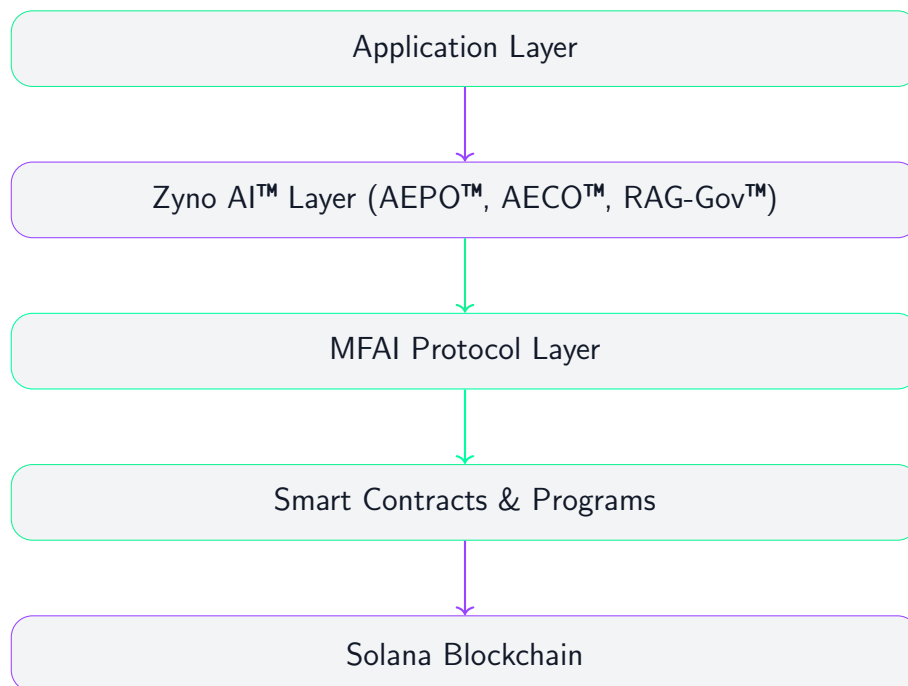 Application Layer
Zyno AI™ Layer (AEPO™, AECO™, RAG-Gov™)
MFAI Protocol Layer
Smart Contracts & Programs
Solana Blockchain